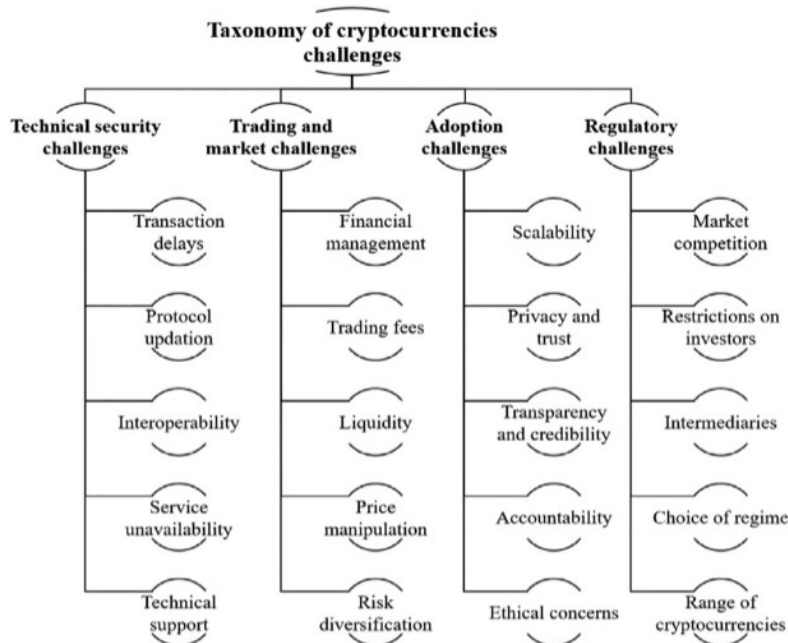 Taxonomy of cryptocurrencies
challenges
Technical security
challenges
Trading and
market challenges
Adoption
challenges
Regulatory
challenges
Transaction
delays
Financial
management
Scalability
Market
competition
Protocol
updation
Trading fees
Privacy and
trust
Restrictions on
investors
Interoperability
Liquidity
Transparency
and credibility
Intermediaries
Service
unavailability
Price
manipulation
Accountability
Choice of regime
Technical
support
Risk
diversification
Ethical concerns
Range of
cryptocurrencies